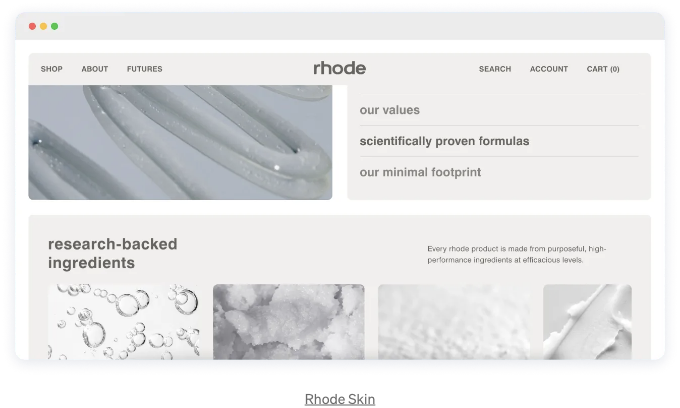 SHOP ABOUT FUTURES rhode SEARCH ACCOUNT CART (0)
our values
scientifically proven formulas
our minimal footprint
research-backed
ingredients
Every rhode product is made from purposeful, high-
performance ingredients at efficacious levels.
Rhode Skin